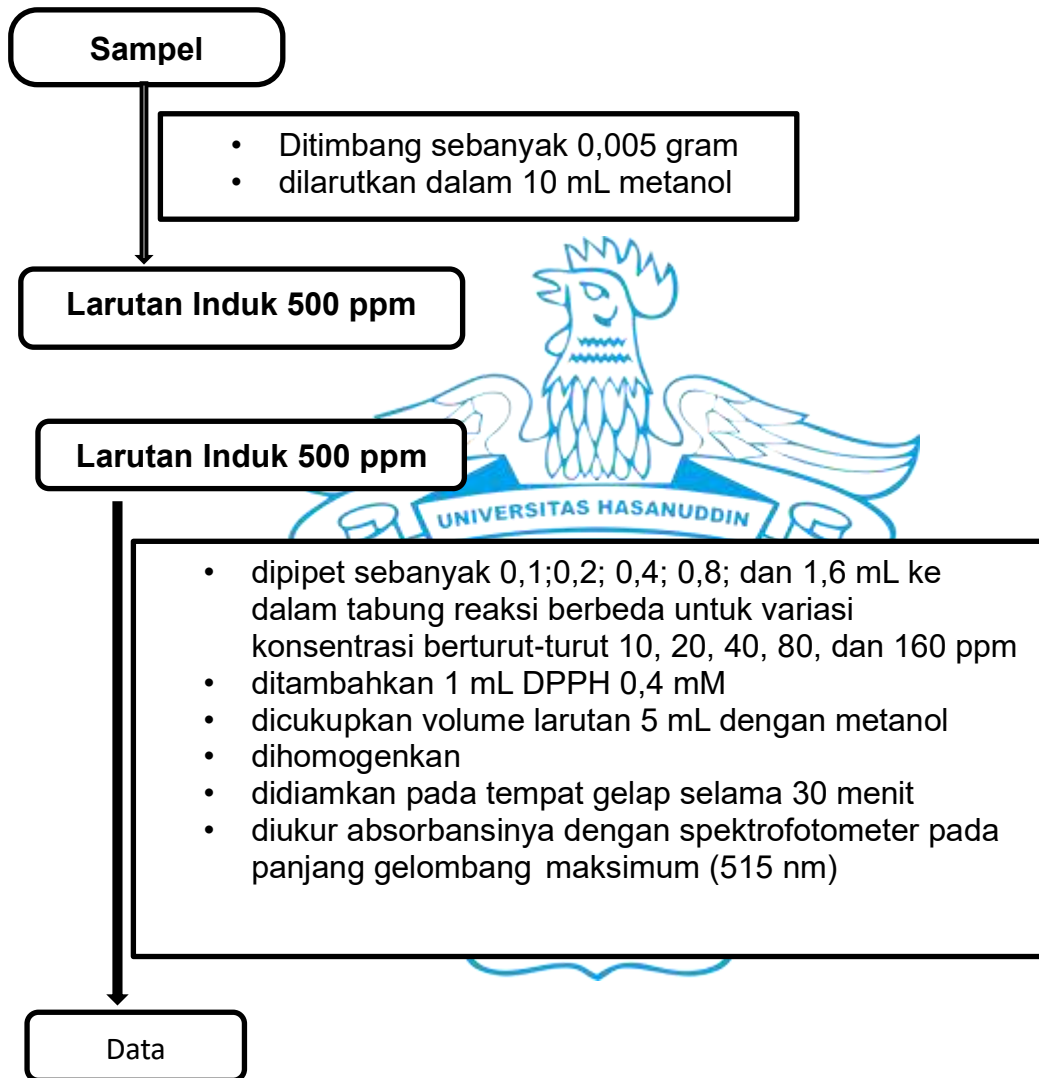 Sampel
• Ditimbang sebanyak 0,005 gram
• dilarutkan dalam 10 mL metanol
Larutan Induk 500 ppm
Larutan Induk 500 ppm
UNIVERSITAS HASANUDDIN
• dipipet sebanyak 0,1;0,2; 0,4; 0,8; dan 1,6 mL ke
dalam tabung reaksi berbeda untuk variasi
konsentrasi berturut-turut 10, 20, 40, 80, dan 160 ppm
• ditambahkan 1 mL DPPH 0,4 mM
• dicukupkan volume larutan 5 mL dengan metanol
• dihomogenkan
• didiamkan pada tempat gelap selama 30 menit
• diukur absorbansinya dengan spektrofotometer pada
panjang gelombang maksimum (515 nm)
Data